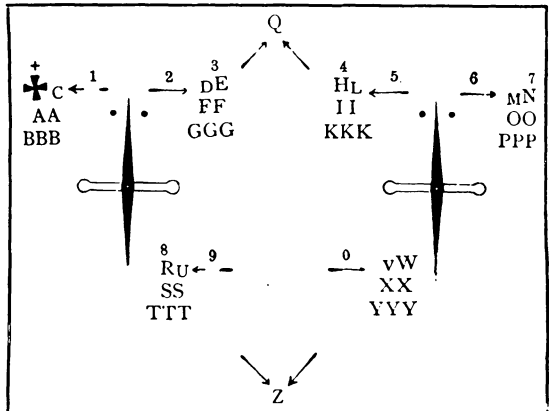 Q
+ 3 4 7
✠ C 1 2 DE HL 5 6 MN
AA FF II OO
BBB GGG KKK PPP
8 9 0
RU vW
SS XX
TTT YYY
Z